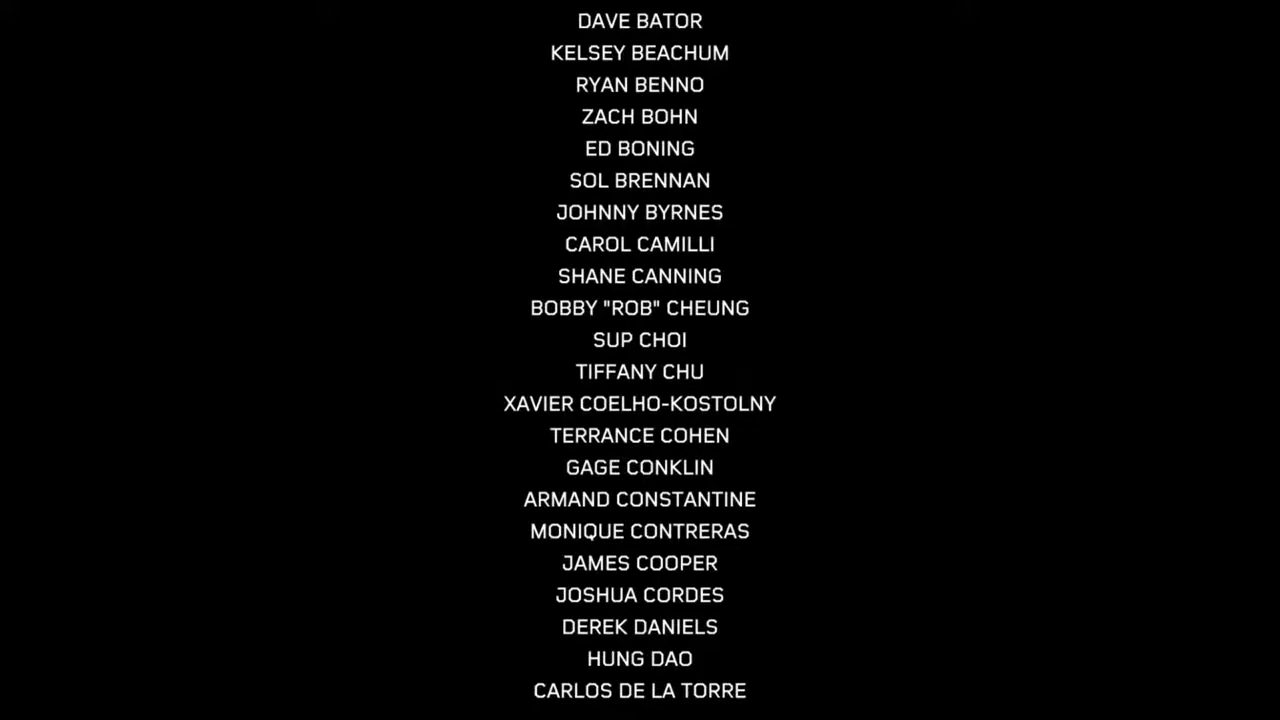 DAVE BATOR
KELSEY BEACHUM
RYAN BENNO
ZACH BOHN
ED BONING
SOL BRENNAN
JOHNNY BYRNES
CAROL CAMILLI
SHANE CANNING
BOBBY "ROB" CHEUNG
SUP CHOI
TIFFANY CHU
XAVIER COELHO-KOSTOLNY
TERRANCE COHEN
GAGE CONKLIN
ARMAND CONSTANTINE
MONIQUE CONTRERAS
JAMES COOPER
JOSHUA CORDES
DEREK DANIELS
HUNG DAO
CARLOS DE LA TORRE